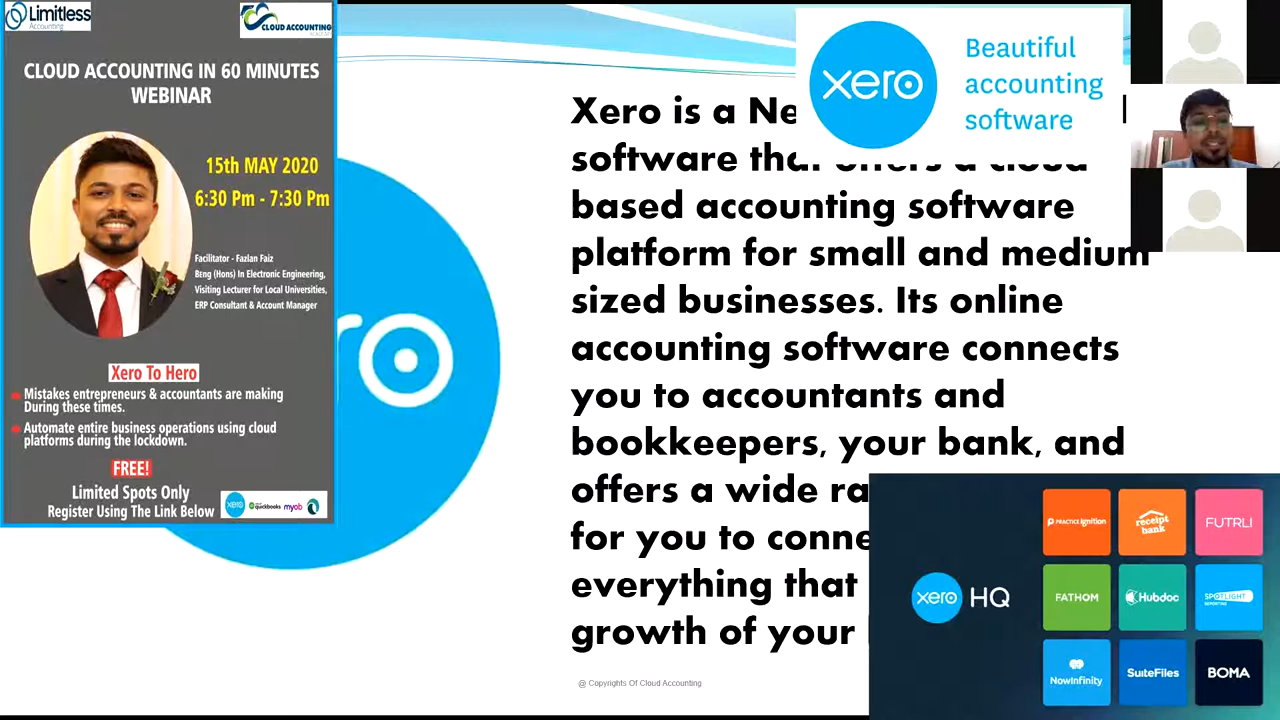 Limitless
Accounting
CLOUD ACCOUNTING
CLOUD ACCOUNTING IN 60 MINUTES
WEBINAR
15th MAY 2020
6:30 Pm - 7:30 Pm
Facilitator - Fazlan Faiz
Beng (Hons) In Electronic Engineering,
Visiting Lecturer for Local Universities,
ERP Consultant & Account Manager
Xero To Hero
Mistakes entrepreneurs & accountants are making
During these times.
Automate entire business operations using cloud
platforms during the lockdown.
FREE!
Limited Spots Only
Register Using The Link Below
xero
quickbooks
myob
ro
xero
Beautiful
accounting
software
Xero is a Ne
software that offers a cloud
based accounting software
platform for small and medium
sized businesses. Its online
accounting software connects
you to accountants and
bookkeepers, your bank, and
offers a wide ra
for you to conne
everything that
growth of your
@ Copyrights Of Cloud Accounting
xero HQ
PRACTICE ignition
receipt
bank
FUTRLI
FATHOM
Hubdoc
SPOTLIGHT
REPORTING
NowInfinity
SuiteFiles
BOMA